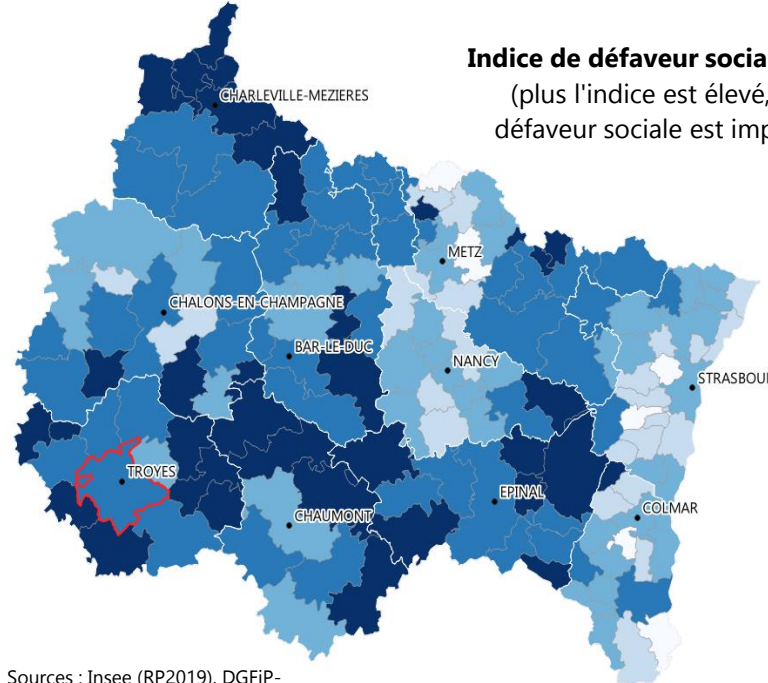 Indice de défaveur socia
(plus l'indice est élevé,
défaveur sociale est imp
CHARLEVILLE-MEZIERES
METZ
CHALONS-EN-CHAMPAGNE
BAR-LE-DUC
NANCY
STRASBOU
TROYES
EPINAL
COLMAR
CHAUMONT
Sources : Insee (RP2019), DGFiP-